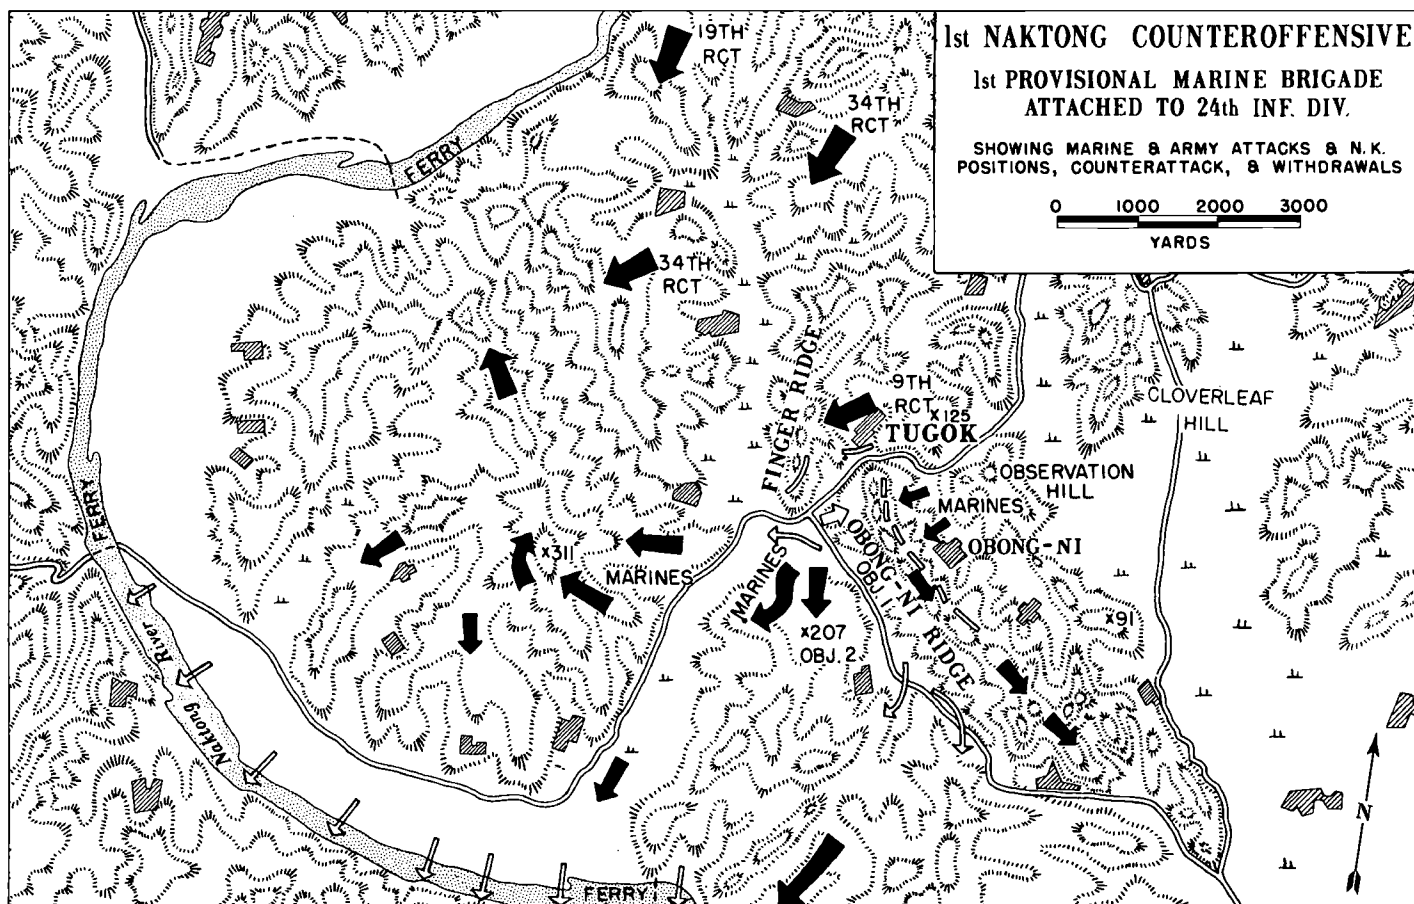 1st NAKTONG COUNTEROFFENSIVE
1st PROVISIONAL MARINE BRIGADE
ATTACHED TO 24th INF. DIV.
SHOWING MARINE & ARMY ATTACKS & N.K.
POSITIONS, COUNTERATTACK, & WITHDRAWALS
0 1000 2000 3000
YARDS
19TH
RCT
34TH
RCT
FERRY
34TH
RCT
FINGER RIDGE
9TH
RCT
x125
TUGOK
CLOVERLEAF
HILL
OBSERVATION
HILL
MARINES
OBONG-NI
OBONG-NI RIDGE
OBJ. 1
FERRY
x311
MARINES
MARINES
x207
OBJ. 2
x91
Naktong River
FERRY
N